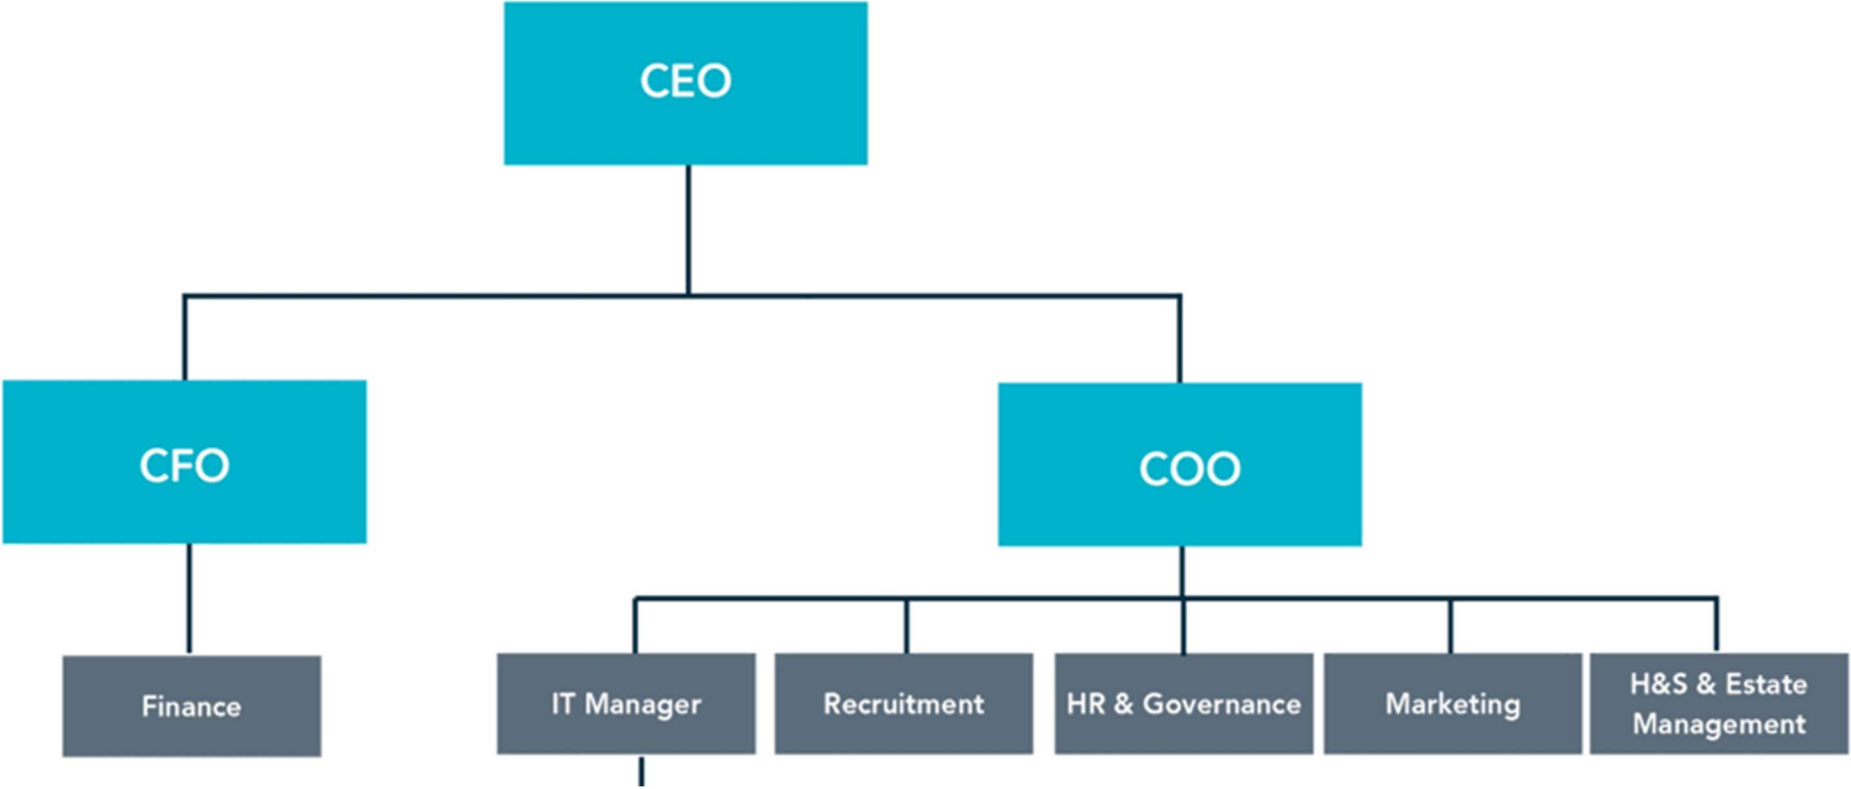 CEO
CFO
COO
Finance
IT Manager
Recruitment
HR & Governance
Marketing
H&S & Estate
Management